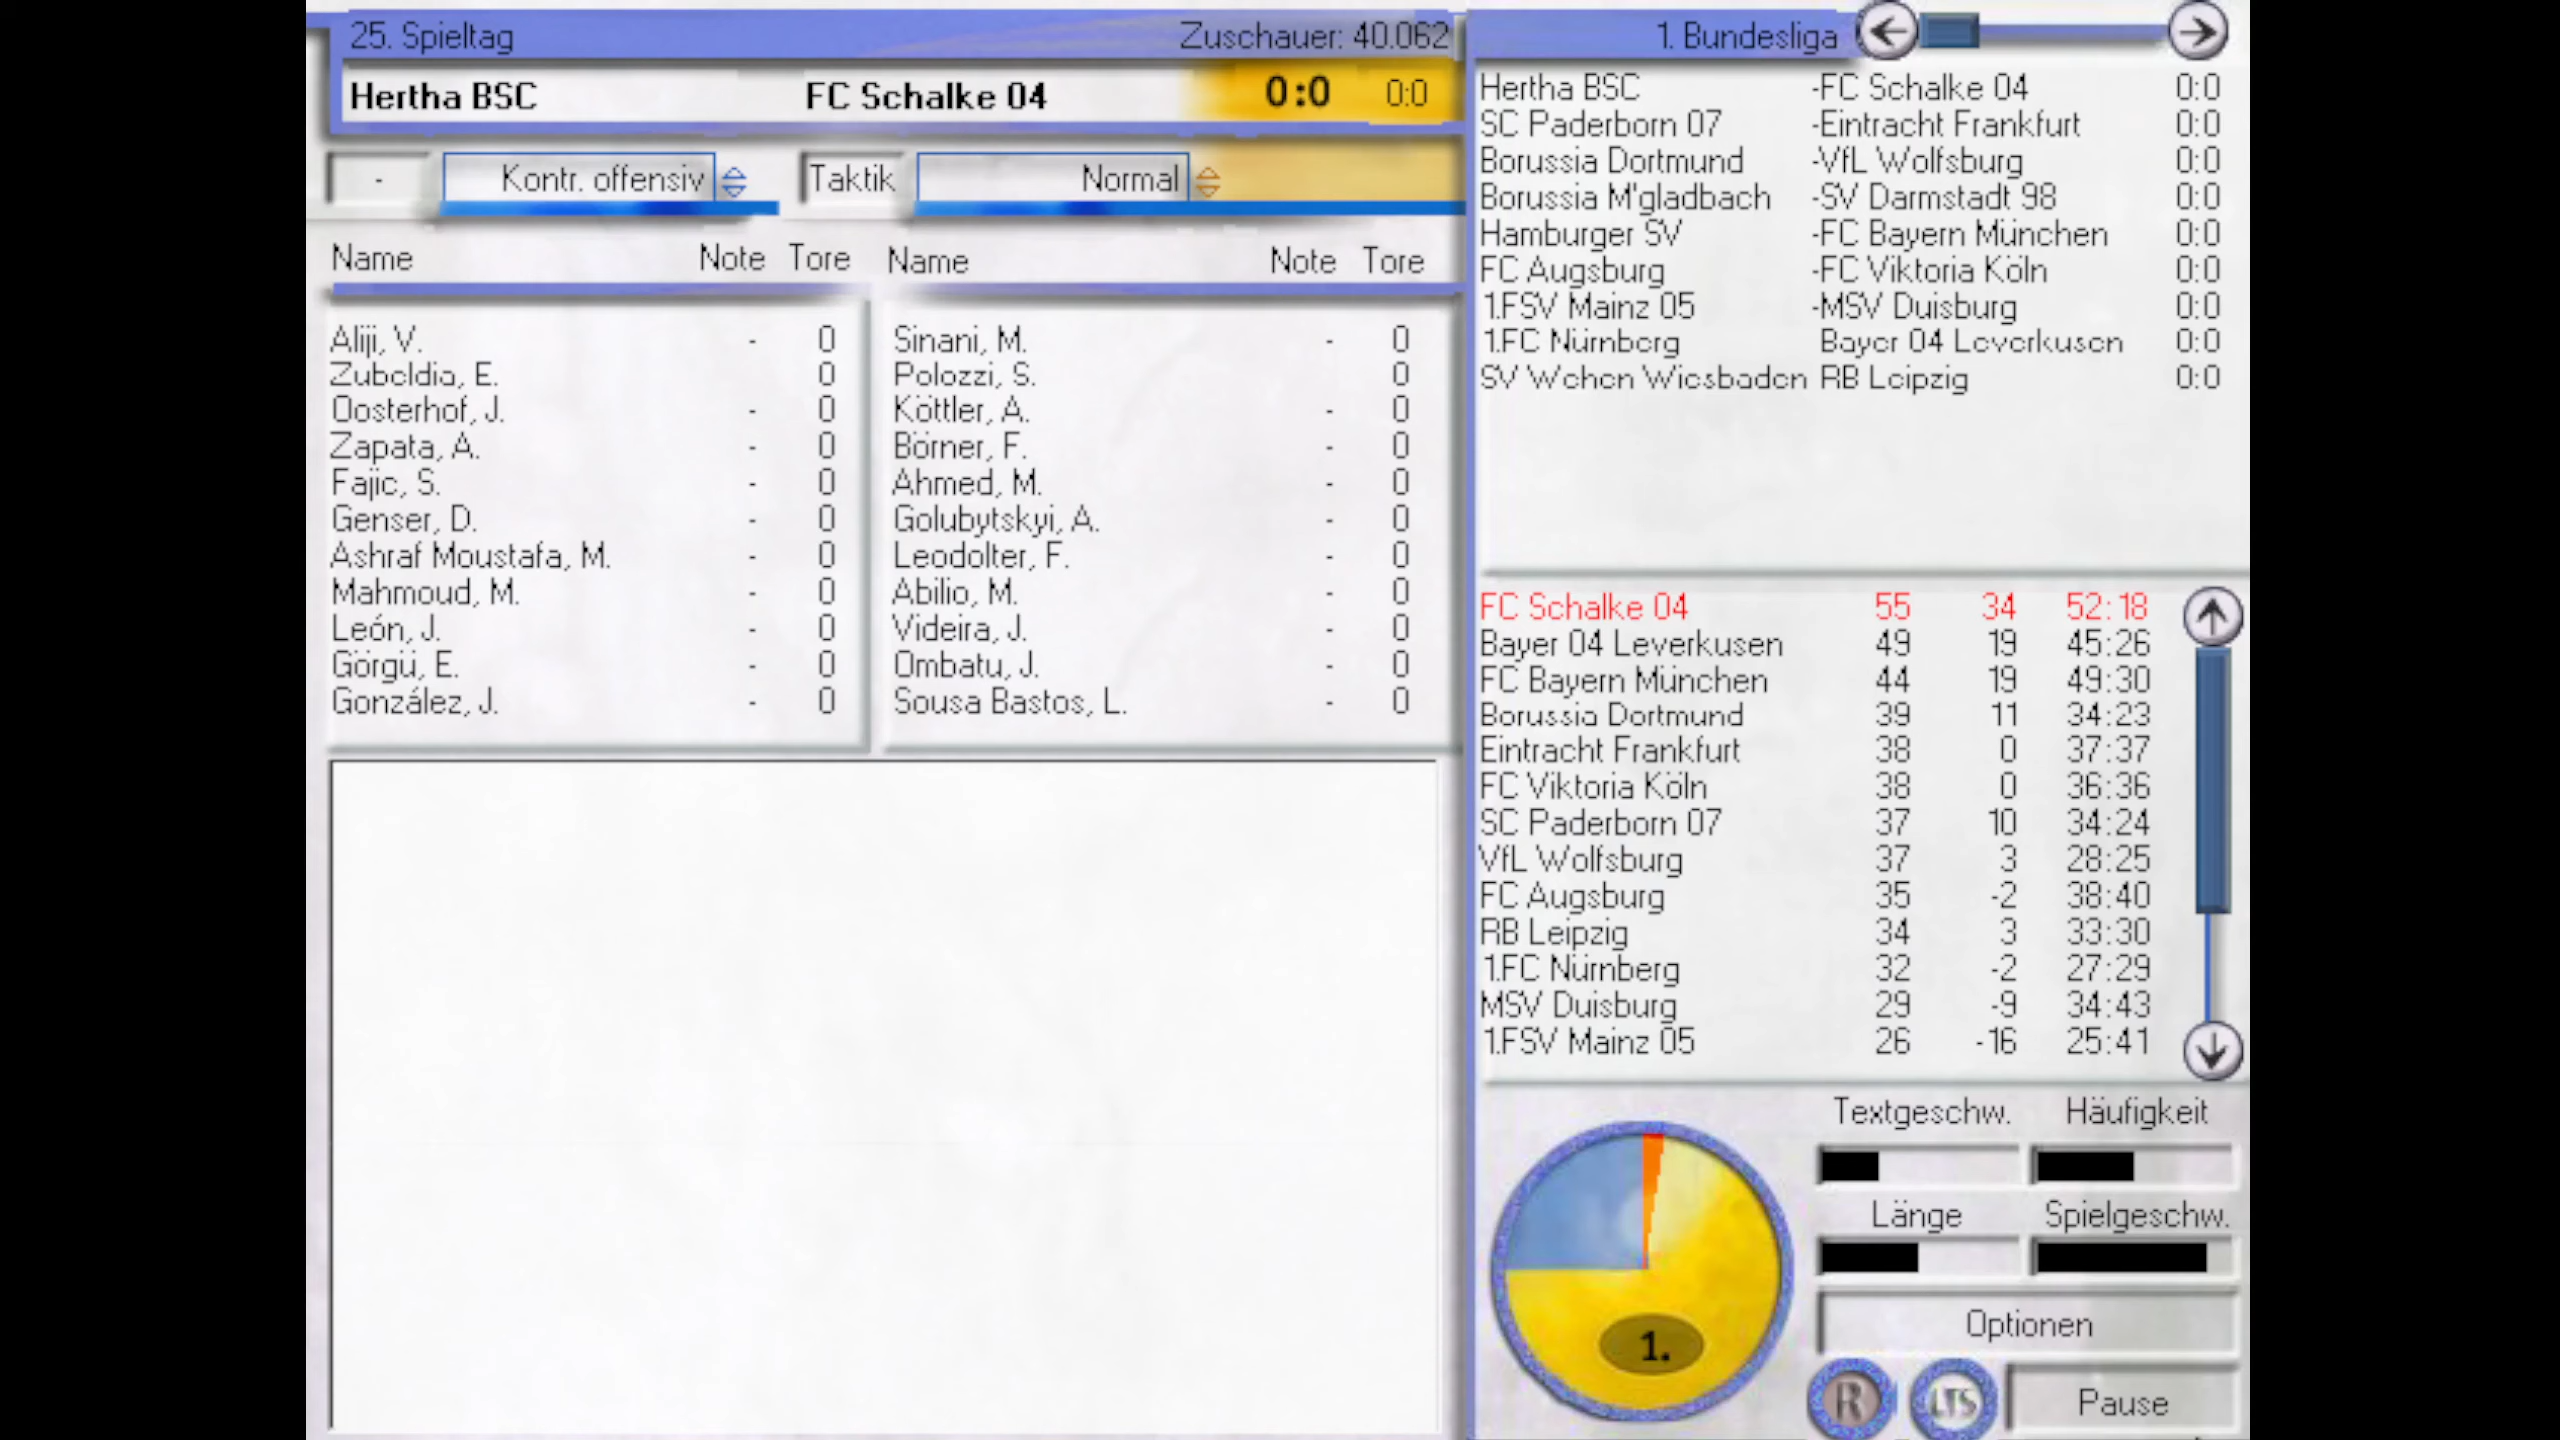 25. Spieltag Zuschauer: 40.062
Hertha BSC FC Schalke 04 0:0 0:0
- Kontr. offensiv Taktik Normal
Name Note Tore Name Note Tore
Aliji, V. - 0 Sinani, M. - 0
Zubeldia, E. 0 Polozzi, S. - 0
Oosterhof, J. - 0 Köttler, A. - 0
Zapata, A. - 0 Börner, F. - 0
Fajic, S. - 0 Ahmed, M. - 0
Genser, D. - 0 Golubytskyi, A. - 0
Ashraf Moustafa, M. - 0 Leodolter, F. - 0
Mahmoud, M. - 0 Abilio, M. - 0
León, J. - 0 Videira, J. - 0
Görgü, E. - 0 Ombatu, J. - 0
González, J. - 0 Sousa Bastos, L. - 0
1. Bundesliga
Hertha BSC -FC Schalke 04 0:0
SC Paderborn 07 -Eintracht Frankfurt 0:0
Borussia Dortmund -VfL Wolfsburg 0:0
Borussia M'gladbach -SV Darmstadt 98 0:0
Hamburger SV -FC Bayern München 0:0
FC Augsburg -FC Viktoria Köln 0:0
1.FSV Mainz 05 -MSV Duisburg 0:0
1.FC Nürnberg Bayer 04 Leverkusen 0:0
SV Wehen Wiesbaden RB Leipzig 0:0
FC Schalke 04 55 34 52:18
Bayer 04 Leverkusen 49 19 45:26
FC Bayern München 44 19 49:30
Borussia Dortmund 39 11 34:23
Eintracht Frankfurt 38 0 37:37
FC Viktoria Köln 38 0 36:36
SC Paderborn 07 37 10 34:24
VfL Wolfsburg 37 3 28:25
FC Augsburg 35 -2 38:40
RB Leipzig 34 3 33:30
1.FC Nürnberg 32 -2 27:29
MSV Duisburg 29 -9 34:43
1.FSV Mainz 05 26 -16 25:41
Textgeschw. Häufigkeit
Länge Spielgeschw.
Optionen
1.
R LTS Pause